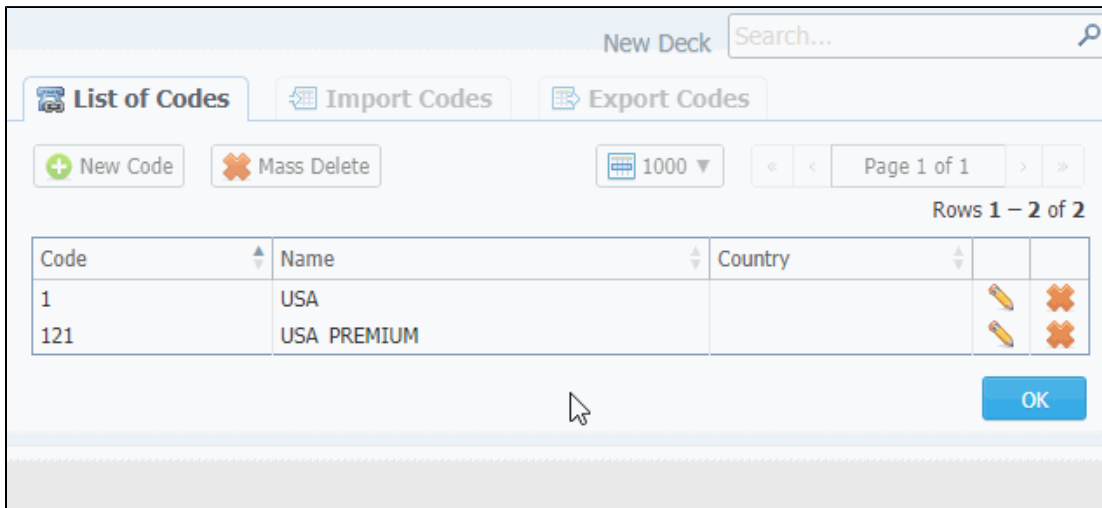 New Deck Search...
List of Codes Import Codes Export Codes
New Code Mass Delete 1000 ▼ « < Page 1 of 1 > »
Rows 1 – 2 of 2
Code Name Country
1 USA
121 USA PREMIUM
OK